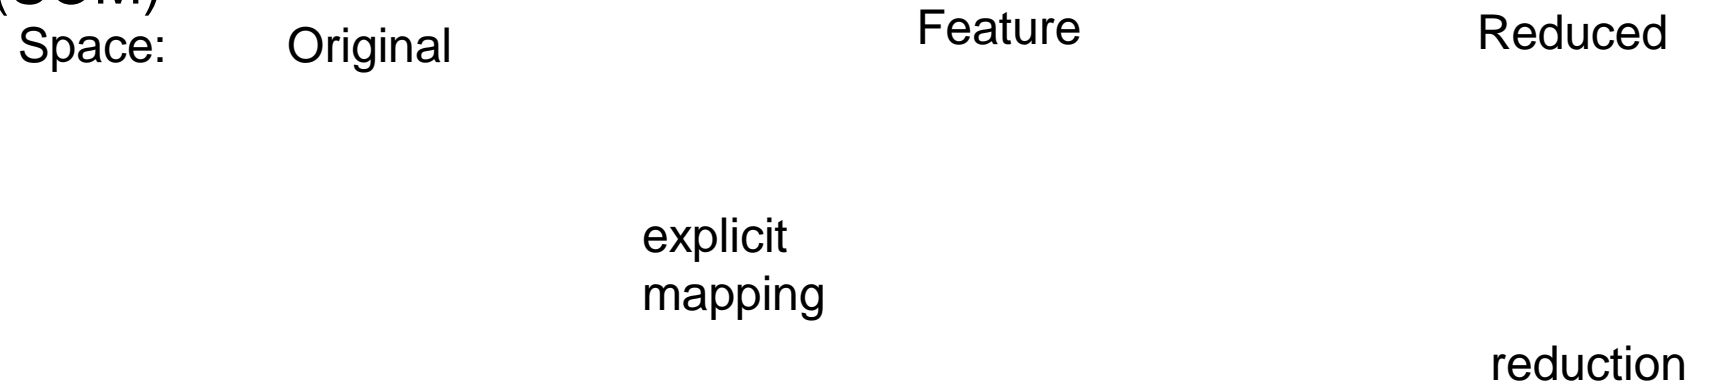 Space: Original Feature Reduced
explicit
mapping
reduction